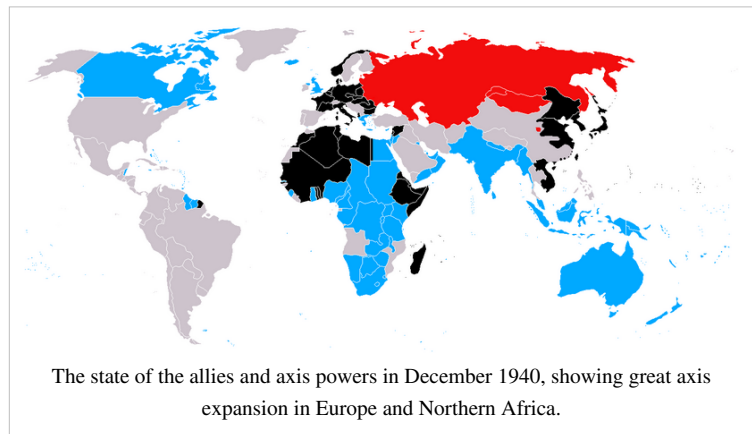 The state of the allies and axis powers in December 1940, showing great axis
expansion in Europe and Northern Africa.